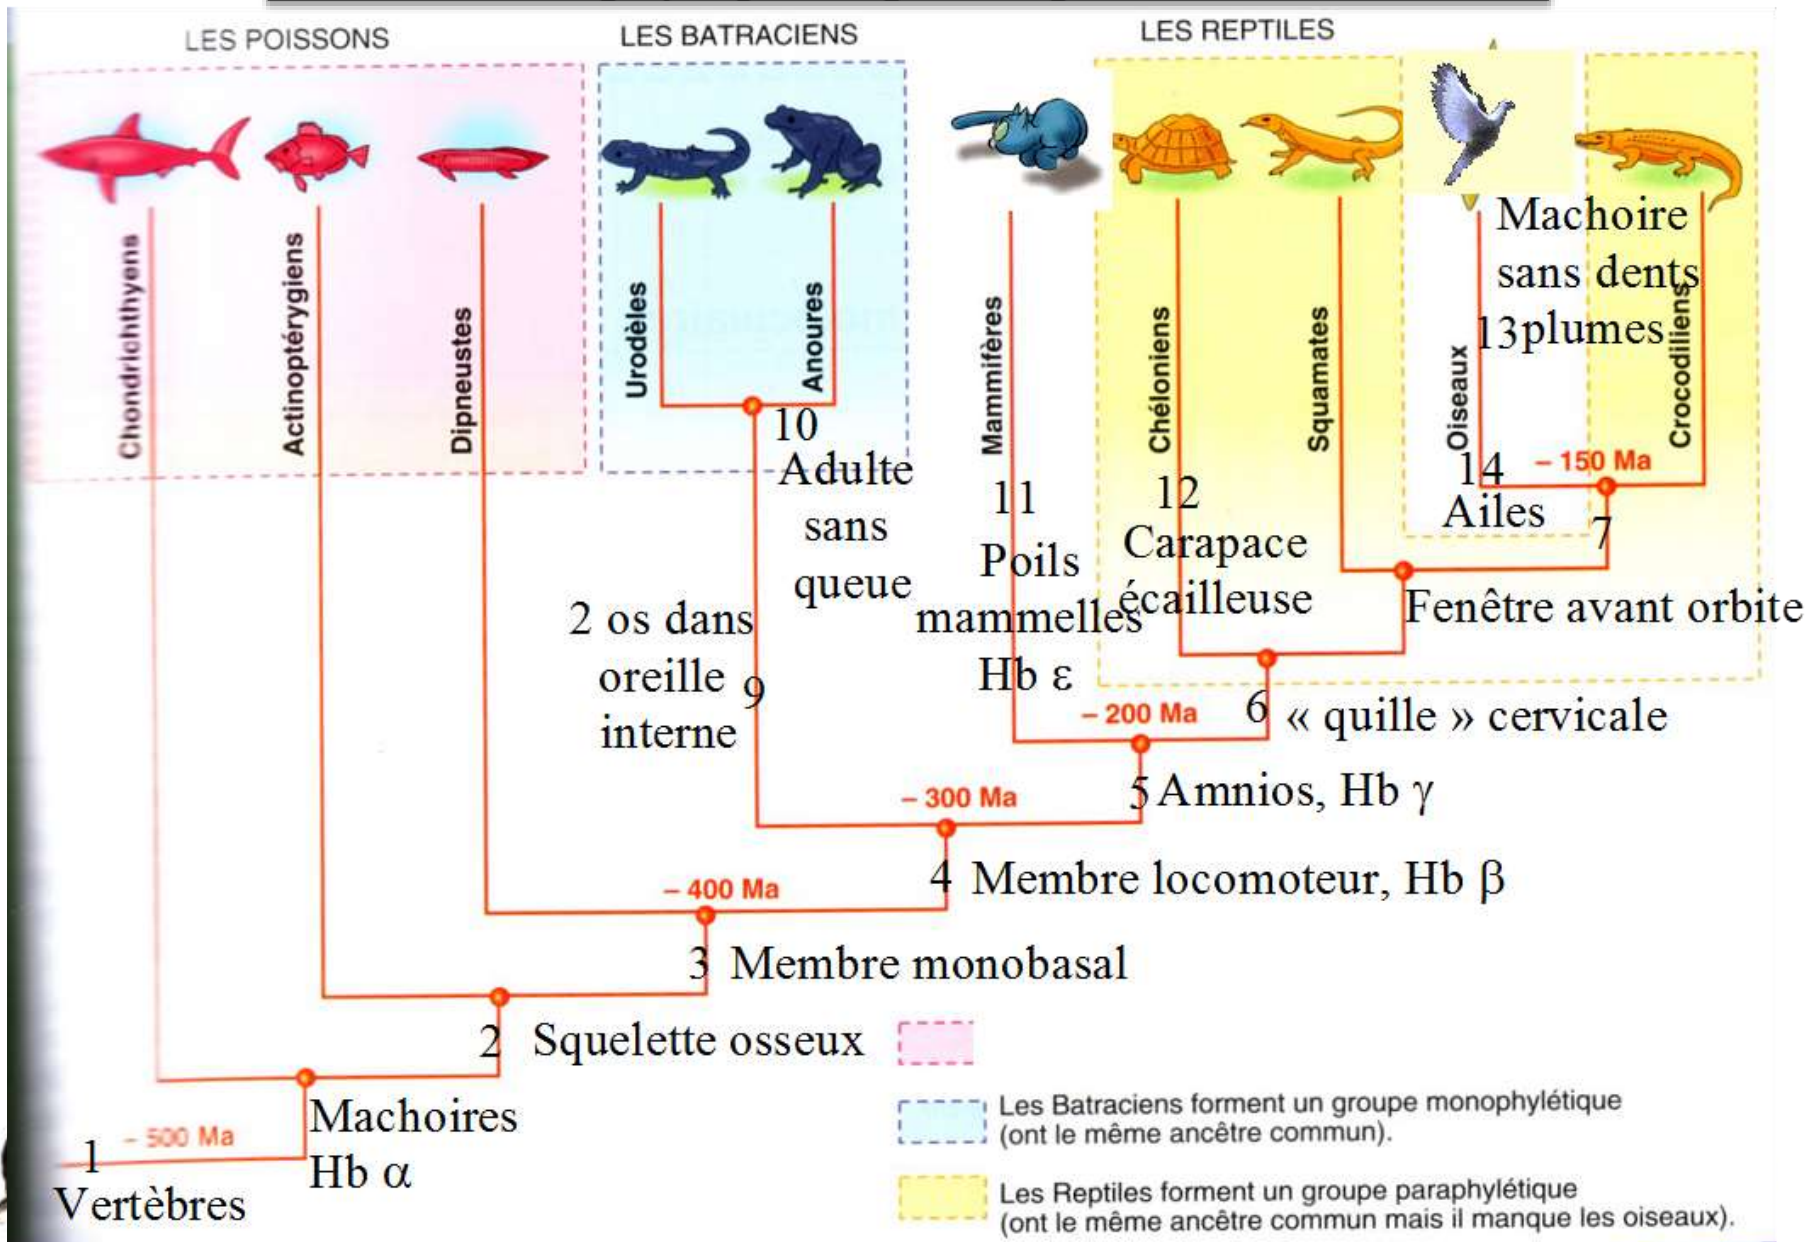 LES POISSONS
LES BATRACIENS
LES REPTILES
Chondrichthyens
Actinoptérygiens
Dipneustes
Urodèles
Anoures
Mammifères
Chéloniens
Squamates
Oiseaux
Crocodiliens
Machoire
sans dents
13plumes
14
Ailes
– 150 Ma
7
10
Adulte
sans
queue
11
Poils
mammelles
Hb ε
12
Carapace
écailleuse
Fenêtre avant orbite
2 os dans
oreille
interne
9
– 200 Ma
6 « quille » cervicale
– 300 Ma
5 Amnios, Hb γ
– 400 Ma
4 Membre locomoteur, Hb β
3 Membre monobasal
2 Squelette osseux
– 500 Ma
1
Vertèbres
Machoires
Hb α
Les Batraciens forment un groupe monophylétique
(ont le même ancêtre commun).
Les Reptiles forment un groupe paraphylétique
(ont le même ancêtre commun mais il manque les oiseaux).